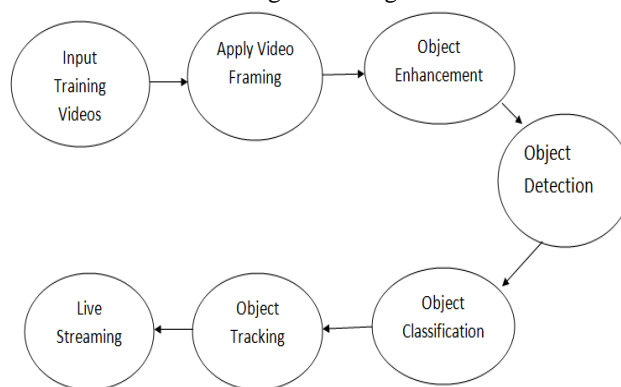 Input
Training
Videos
Apply Video
Framing
Object
Enhancement
Object
Detection
Object
Classification
Object
Tracking
Live
Streaming